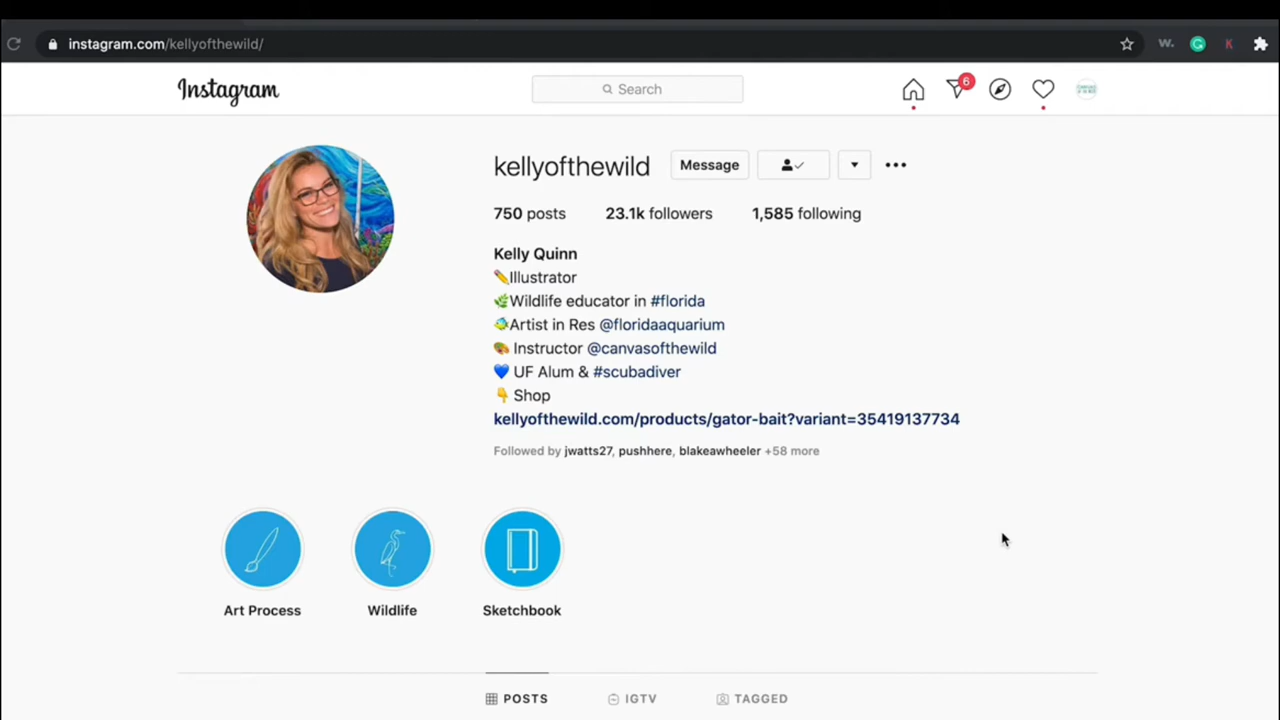 instagram.com/kellyofthewild/
W. K
Instagram
Search
6
kellyofthewild Message
750 posts 23.1k followers 1,585 following
Kelly Quinn
✏️Illustrator
🌿Wildlife educator in #florida
🐠Artist in Res @floridaaquarium
🎨 Instructor @canvasofthewild
💙 UF Alum & #scubadiver
👇 Shop
kellyofthewild.com/products/gator-bait?variant=35419137734
Followed by jwatts27, pushhere, blakeawheeler +58 more
Art Process Wildlife Sketchbook
POSTS IGTV TAGGED